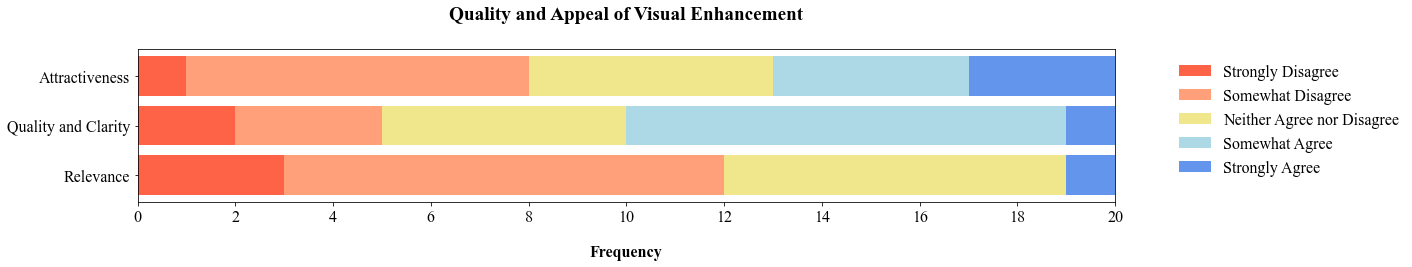 Quality and Appeal of Visual Enhancement
Attractiveness
Quality and Clarity
Relevance
0 2 4 6 8 10 12 14 16 18 20
Frequency
Strongly Disagree
Somewhat Disagree
Neither Agree nor Disagree
Somewhat Agree
Strongly Agree